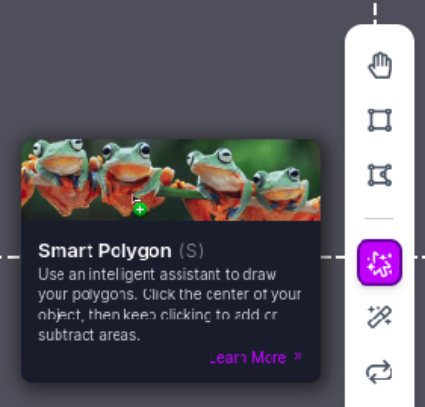 Smart Polygon (S)
Use an intelligent assistant to draw
your polygons. Click the center of your
object, then keep clicking to add or
subtract areas.
Learn More »